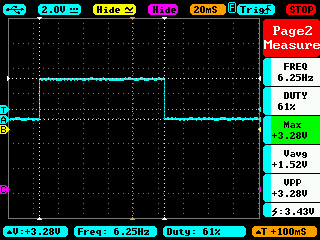 2.0V Hide Hide 20mS F Trig STOP
Page2
Measure
FREQ
6.25Hz
DUTY
61%
Max
+3.28V
Vavg
+1.52V
VPP
+3.28V
:3.43V
T
A
B
C
▲V:+3.28V Freq: 6.25Hz Duty: 61% ▲T +100mS